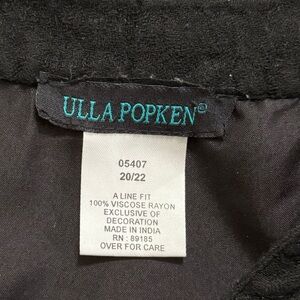 ULLA POPKEN®
05407
20/22
A LINE FIT
100% VISCOSE RAYON
EXCLUSIVE OF
DECORATION
MADE IN INDIA
RN : 89185
OVER FOR CARE